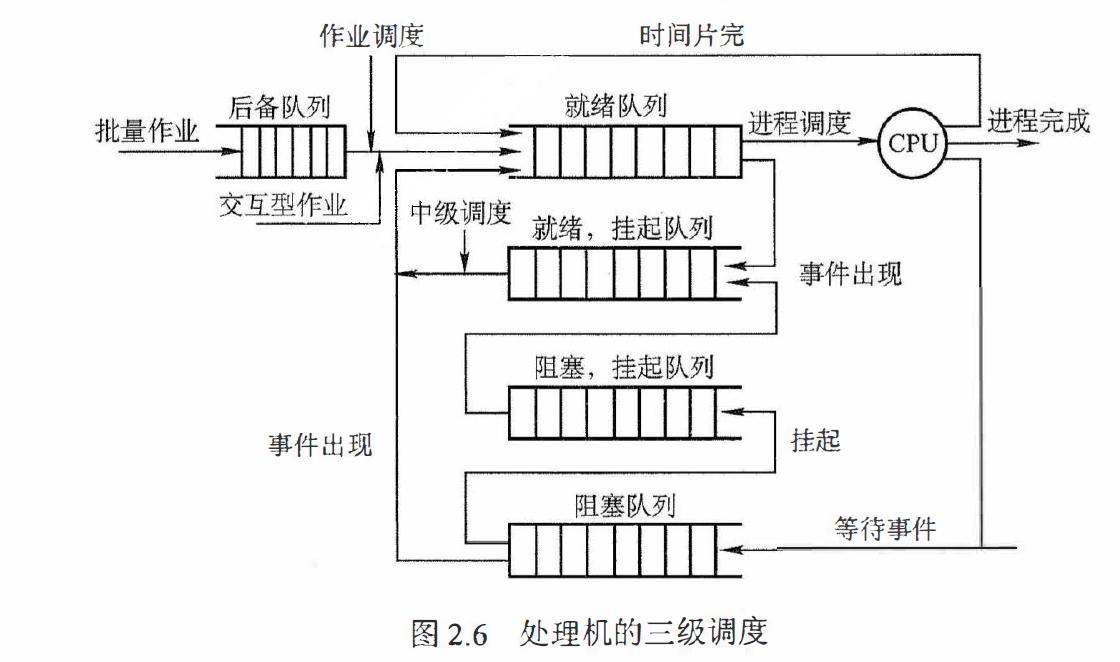 作业调度
时间片完
后备队列
就绪队列
批量作业
进程调度
CPU
进程完成
交互型作业
中级调度
就绪，挂起队列
事件出现
阻塞，挂起队列
事件出现
挂起
阻塞队列
等待事件
图 2.6 处理机的三级调度